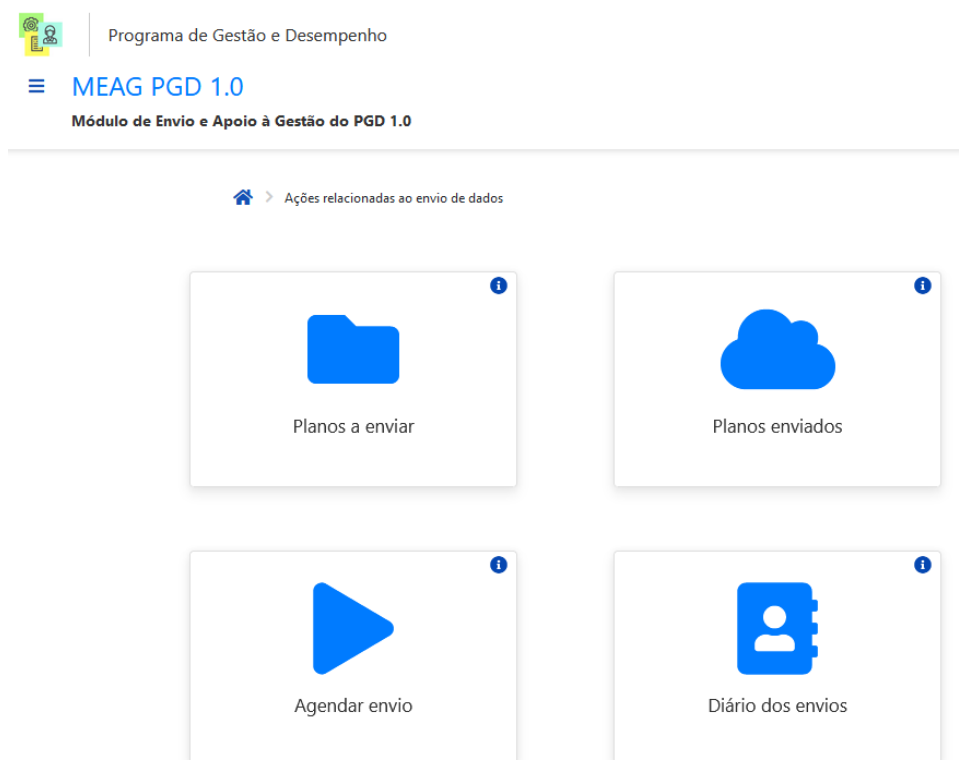 Programa de Gestão e Desempenho
MEAG PGD 1.0
Módulo de Envio e Apoio à Gestão do PGD 1.0
Ações relacionadas ao envio de dados
Planos a enviar
Planos enviados
Agendar envio
Diário dos envios